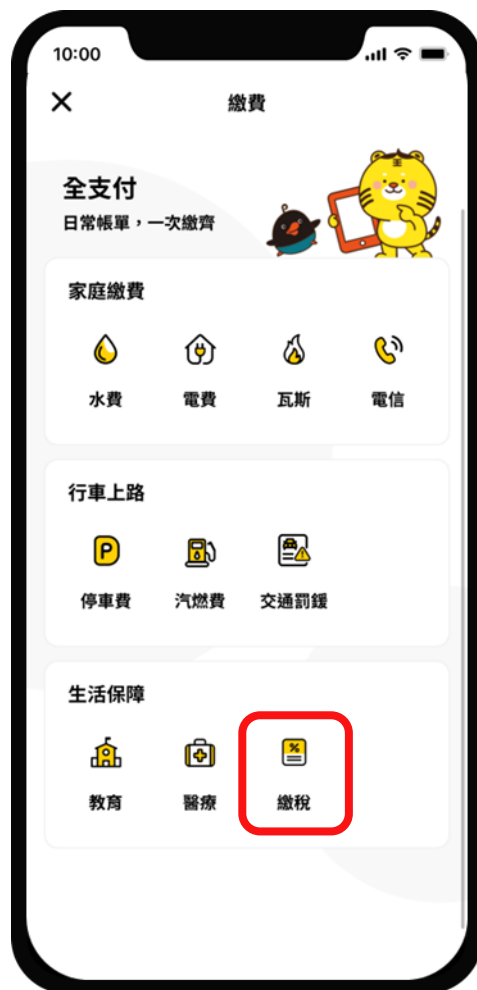 10:00
繳費
全支付
日常帳單,一次繳齊
家庭繳費
水費 電費 瓦斯 電信
行車上路
P
停車費 汽燃費 交通罰鍰
生活保障
%
教育 醫療 繳稅